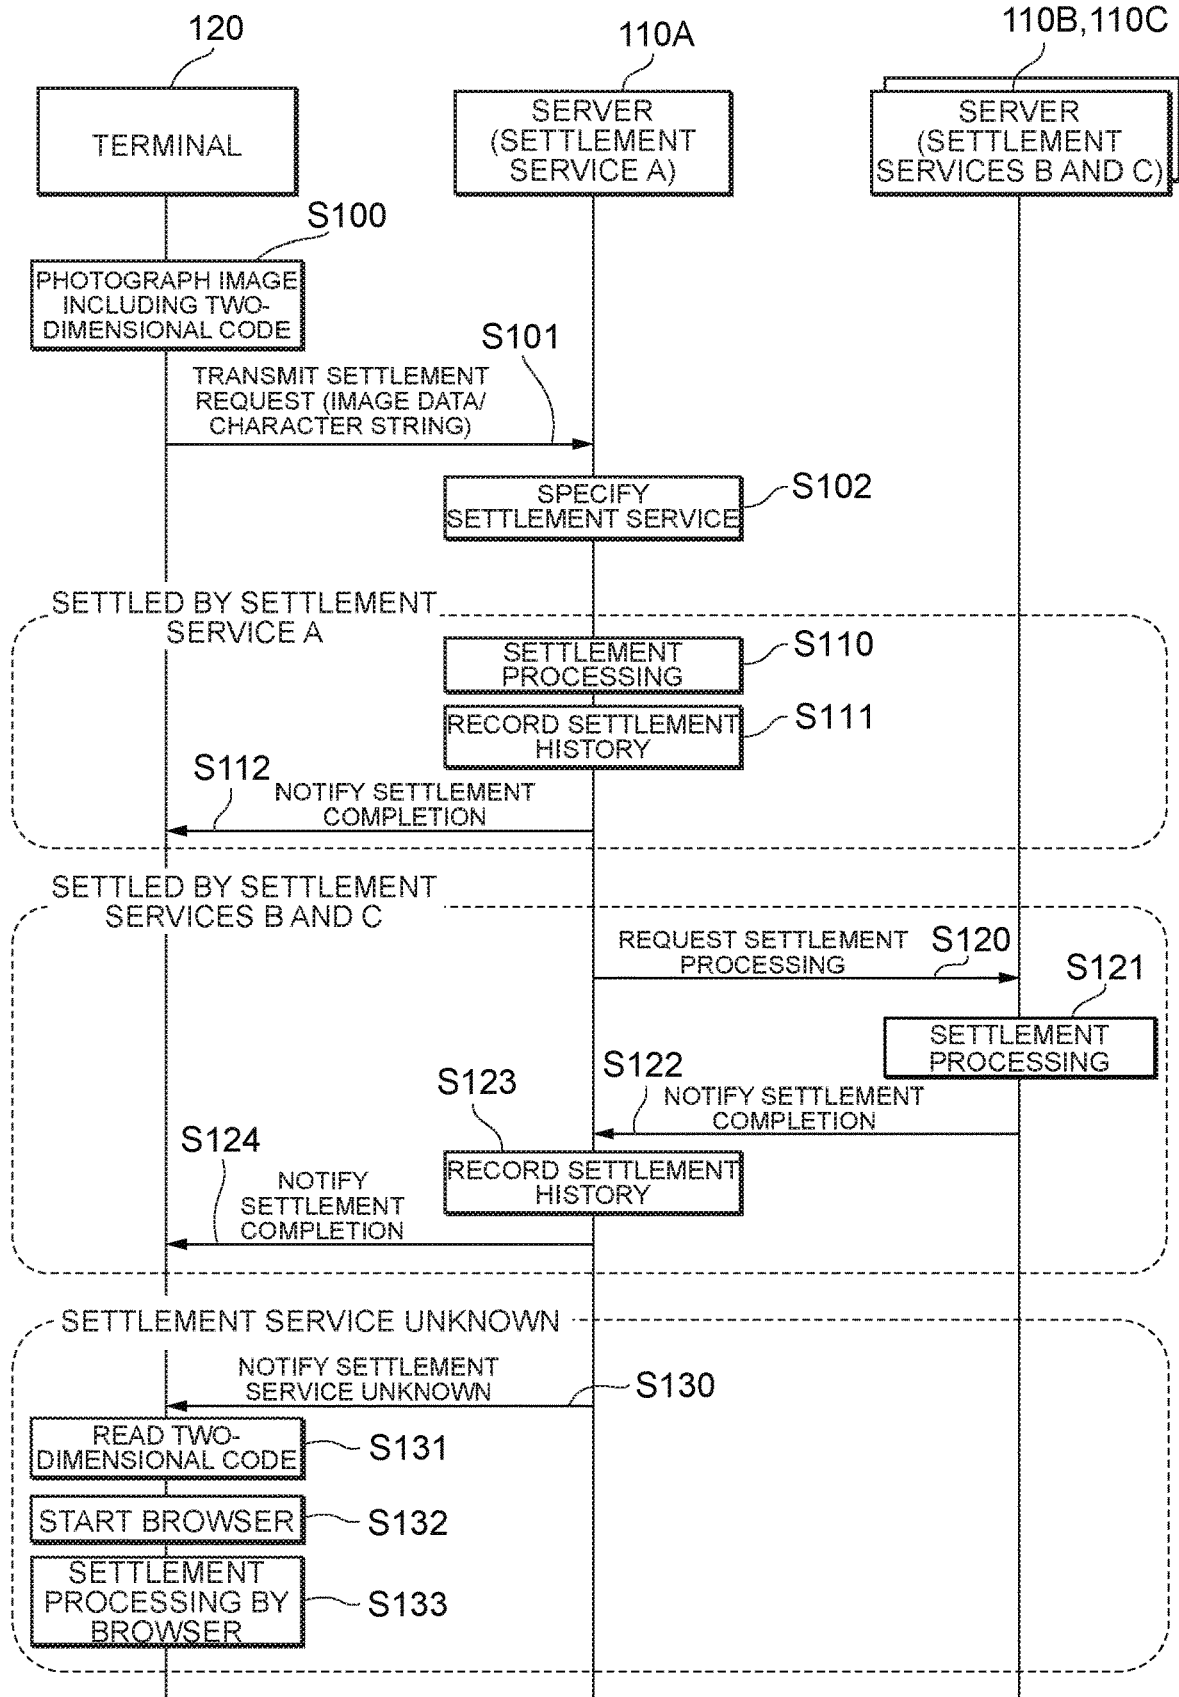 120
110A
110B,110C
TERMINAL
SERVER
(SETTLEMENT
SERVICE A)
SERVER
(SETTLEMENT
SERVICES B AND C)
S100
PHOTOGRAPH IMAGE
INCLUDING TWO-
DIMENSIONAL CODE
S101
TRANSMIT SETTLEMENT
REQUEST (IMAGE DATA/
CHARACTER STRING)
SPECIFY
SETTLEMENT SERVICE
S102
SETTLED BY SETTLEMENT
SERVICE A
SETTLEMENT
PROCESSING
S110
RECORD SETTLEMENT
HISTORY
S111
S112
NOTIFY SETTLEMENT
COMPLETION
SETTLED BY SETTLEMENT
SERVICES B AND C
REQUEST SETTLEMENT
PROCESSING
S120
S121
SETTLEMENT
PROCESSING
S122
NOTIFY SETTLEMENT
COMPLETION
S123
RECORD SETTLEMENT
HISTORY
S124
NOTIFY
SETTLEMENT
COMPLETION
SETTLEMENT SERVICE UNKNOWN
NOTIFY SETTLEMENT
SERVICE UNKNOWN
S130
READ TWO-
DIMENSIONAL CODE
S131
START BROWSER
S132
SETTLEMENT
PROCESSING BY
BROWSER
S133